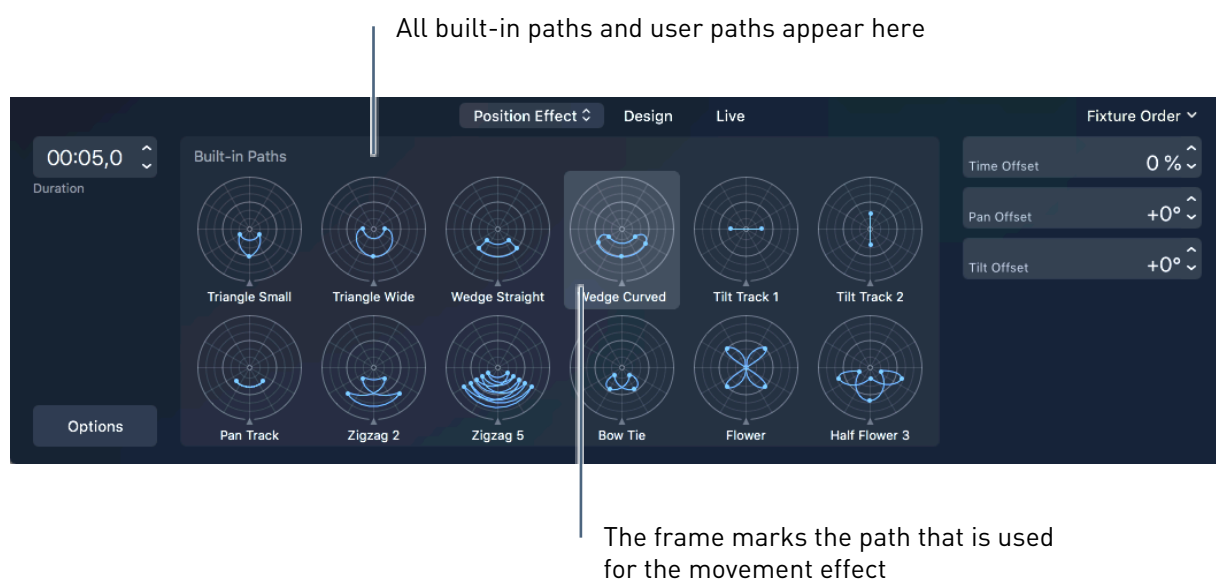 All built-in paths and user paths appear here
Position Effect Design Live Fixture Order
00:05,0
Duration
Built-in Paths
Time Offset 0 %
Pan Offset +0°
Tilt Offset +0°
Triangle Small Triangle Wide Wedge Straight Wedge Curved Tilt Track 1 Tilt Track 2
Options
Pan Track Zigzag 2 Zigzag 5 Bow Tie Flower Half Flower 3
The frame marks the path that is used
for the movement effect